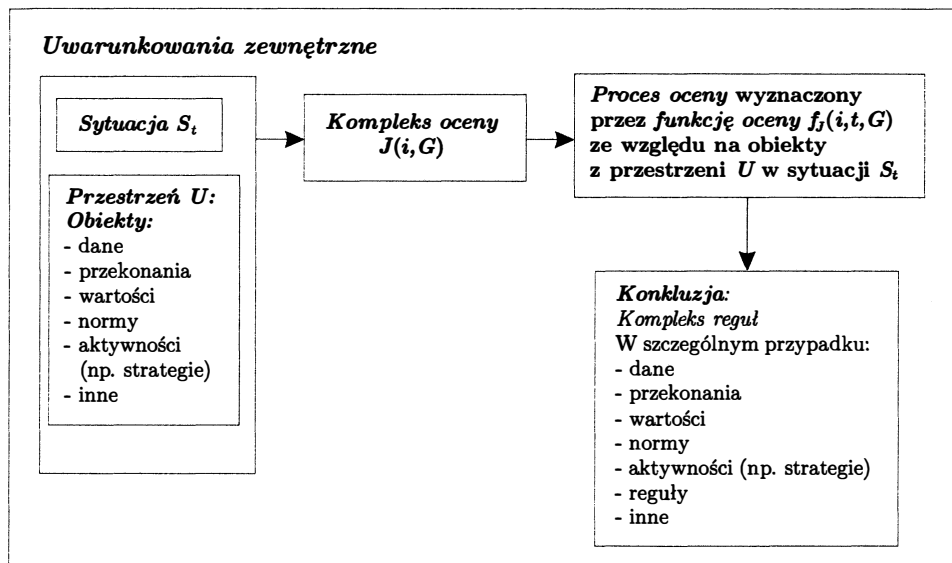 Uwarunkowania zewnętrzne
Sytuacja S_t
Przestrzeń U:
Obiekty:
- dane
- przekonania
- wartości
- normy
- aktywności
(np. strategie)
- inne
Kompleks oceny
J(i, G)
Proces oceny wyznaczony
przez funkcję oceny f_J(i, t, G)
ze względu na obiekty
z przestrzeni U w sytuacji S_t
Konkluzja:
Kompleks reguł
W szczególnym przypadku:
- dane
- przekonania
- wartości
- normy
- aktywności (np. strategie)
- reguły
- inne